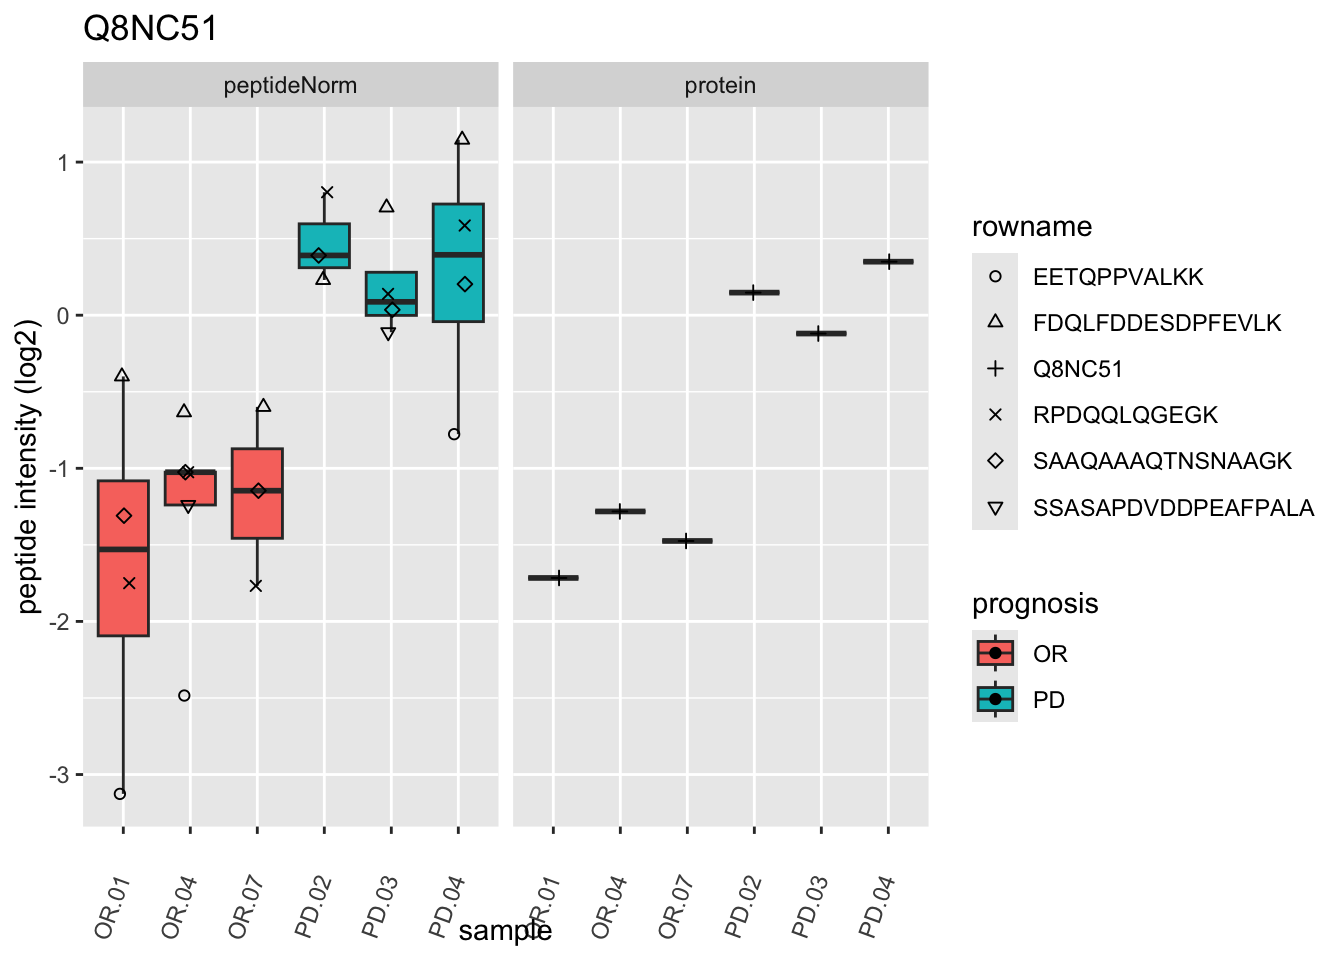 Q8NC51
peptideNorm
protein
peptide intensity (log2)
1
0
-1
-2
-3
OR.01
OR.04
OR.07
PD.02
PD.03
PD.04
OR.01
OR.04
OR.07
PD.02
PD.03
PD.04
sample
rowname
EETQPPVALKK
FDQLFDDESDPFEVLK
Q8NC51
RPDQQLQGEGK
SAAQAAAQTNSNAAGK
SSASAPDVDDPEAFPALA
prognosis
OR
PD